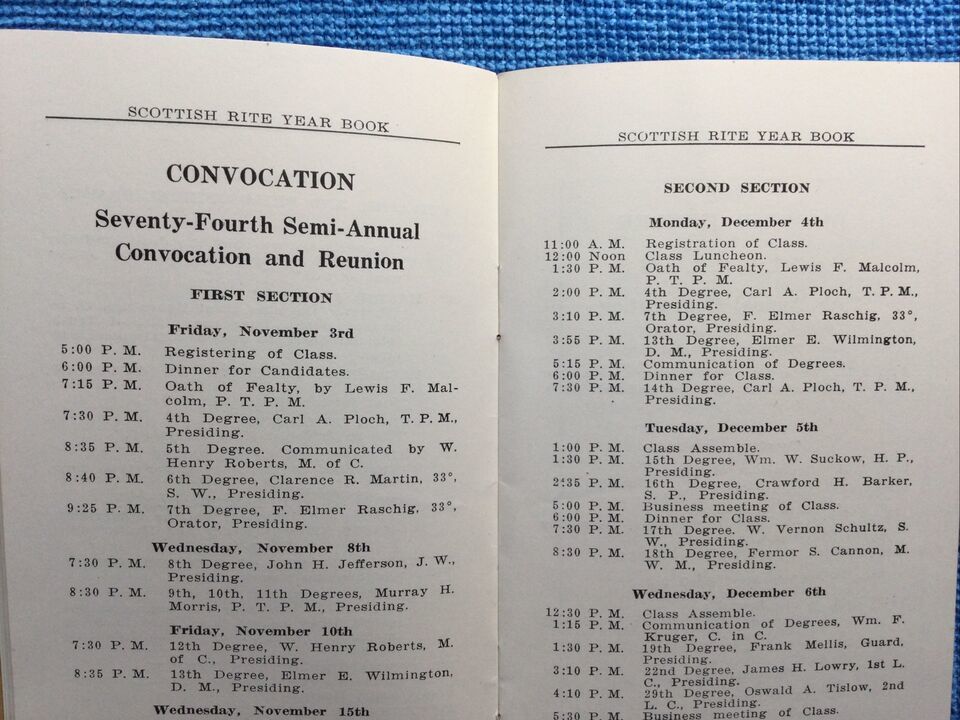 SCOTTISH RITE YEAR BOOK
CONVOCATION
Seventy-Fourth Semi-Annual
Convocation and Reunion
FIRST SECTION
Friday, November 3rd
5:00 P. M. Registering of Class.
6:00 P. M. Dinner for Candidates.
7:15 P. M. Oath of Fealty, by Lewis F. Mal-
colm, P. T. P. M.
7:30 P. M. 4th Degree, Carl A. Ploch, T. P. M.,
Presiding.
8:35 P. M. 5th Degree. Communicated by W.
Henry Roberts, M. of C.
8:40 P. M. 6th Degree, Clarence R. Martin, 33°,
S. W., Presiding.
9:25 P. M. 7th Degree, F. Elmer Raschig, 33°,
Orator, Presiding.
Wednesday, November 8th
7:30 P. M. 8th Degree, John H. Jefferson, J. W.,
Presiding.
8:30 P. M. 9th, 10th, 11th Degrees, Murray H.
Morris, P. T. P. M., Presiding.
Friday, November 10th
7:30 P. M. 12th Degree, W. Henry Roberts, M.
of C., Presiding.
8:35 P. M. 13th Degree, Elmer E. Wilmington,
D. M., Presiding.
Wednesday, November 15th
SCOTTISH RITE YEAR BOOK
SECOND SECTION
Monday, December 4th
11:00 A. M. Registration of Class.
12:00 Noon Class Luncheon.
1:30 P. M. Oath of Fealty, Lewis F. Malcolm,
P. T. P. M.
2:00 P. M. 4th Degree, Carl A. Ploch, T. P. M.,
Presiding.
3:10 P. M. 7th Degree, F. Elmer Raschig, 33°,
Orator, Presiding.
3:55 P. M. 13th Degree, Elmer E. Wilmington,
D. M., Presiding.
5:15 P. M. Communication of Degrees.
6:00 P. M. Dinner for Class.
7:30 P. M. 14th Degree, Carl A. Ploch, T. P. M.,
Presiding.
Tuesday, December 5th
1:00 P. M. Class Assemble.
1:30 P. M. 15th Degree, Wm. W. Suckow, H. P.,
Presiding.
2:35 P. M. 16th Degree, Crawford H. Barker,
S. P., Presiding.
5:00 P. M. Business meeting of Class.
6:00 P. M. Dinner for Class.
7:30 P. M. 17th Degree. W. Vernon Schultz, S.
W., Presiding.
8:30 P. M. 18th Degree, Fermor S. Cannon, M.
W. M., Presiding.
Wednesday, December 6th
12:30 P. M. Class Assemble.
1:15 P. M. Communication of Degrees, Wm. F.
Kruger, C. in C.
1:30 P. M. 19th Degree, Frank Mellis, Guard,
Presiding.
3:10 P. M. 22nd Degree, James H. Lowry, 1st L.
C., Presiding.
4:10 P. M. 29th Degree, Oswald A. Tislow, 2nd
L. C., Presiding.
5:30 P. M. Business meeting of Class.